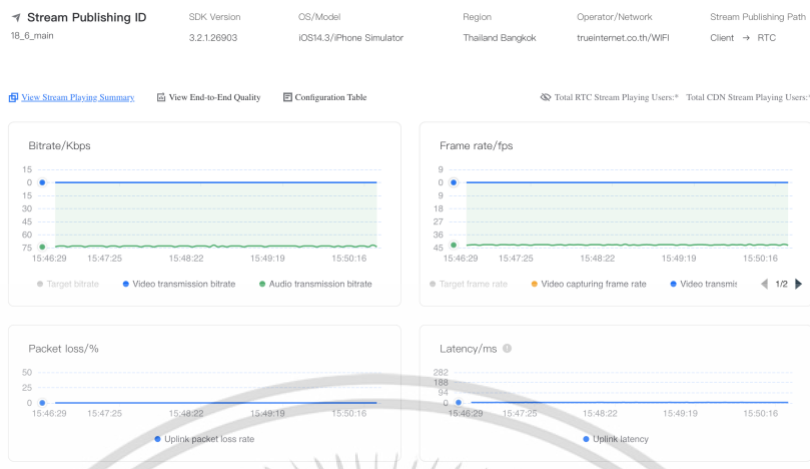 Stream Publishing ID SDK Version OS/Model Region Operator/Network Stream Publishing Path
18_6_main 3.2.1.26903 iOS14.3/iPhone Simulator Thailand Bangkok trueinternet.co.th/WIFI Client → RTC
View Stream Playing Summary View End-to-End Quality Configuration Table Total RTC Stream Playing Users:* Total CDN Stream Playing Users:
Bitrate/Kbps
15
0
15
30
45
60
75
15:46:29 15:47:25 15:48:22 15:49:19 15:50:16
Target bitrate Video transmission bitrate Audio transmission bitrate
Frame rate/fps
9
0
9
18
27
36
45
15:46:29 15:47:25 15:48:22 15:49:19 15:50:16
Target frame rate Video capturing frame rate Video transmis 1/2
Packet loss/%
50
25
0
15:46:29 15:47:25 15:48:22 15:49:19 15:50:16
Uplink packet loss rate
Latency/ms
282
188
94
0
15:46:29 15:47:25 15:48:22 15:49:19 15:50:16
Uplink latency